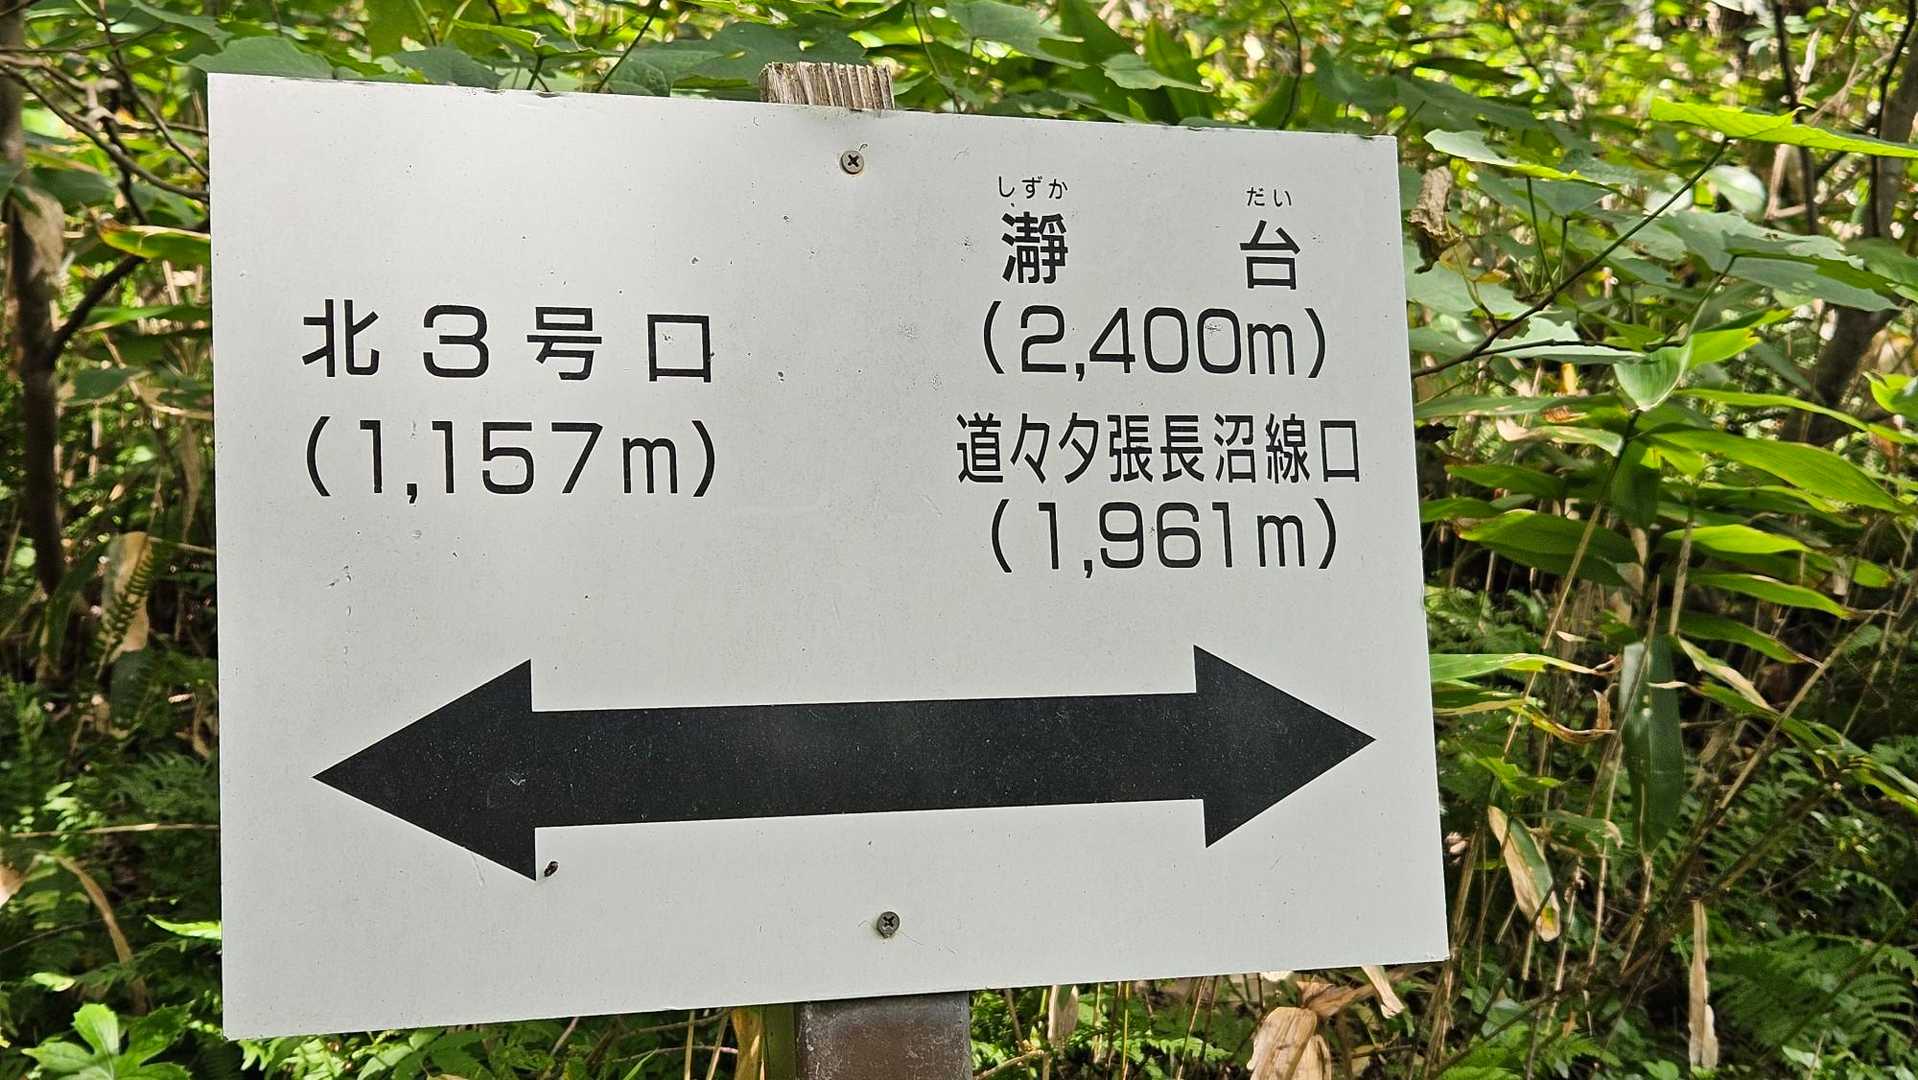 北3号口
(1,157m)
しずか だい
瀞台
(2,400m)
道々夕張長沼線口
(1,961m)